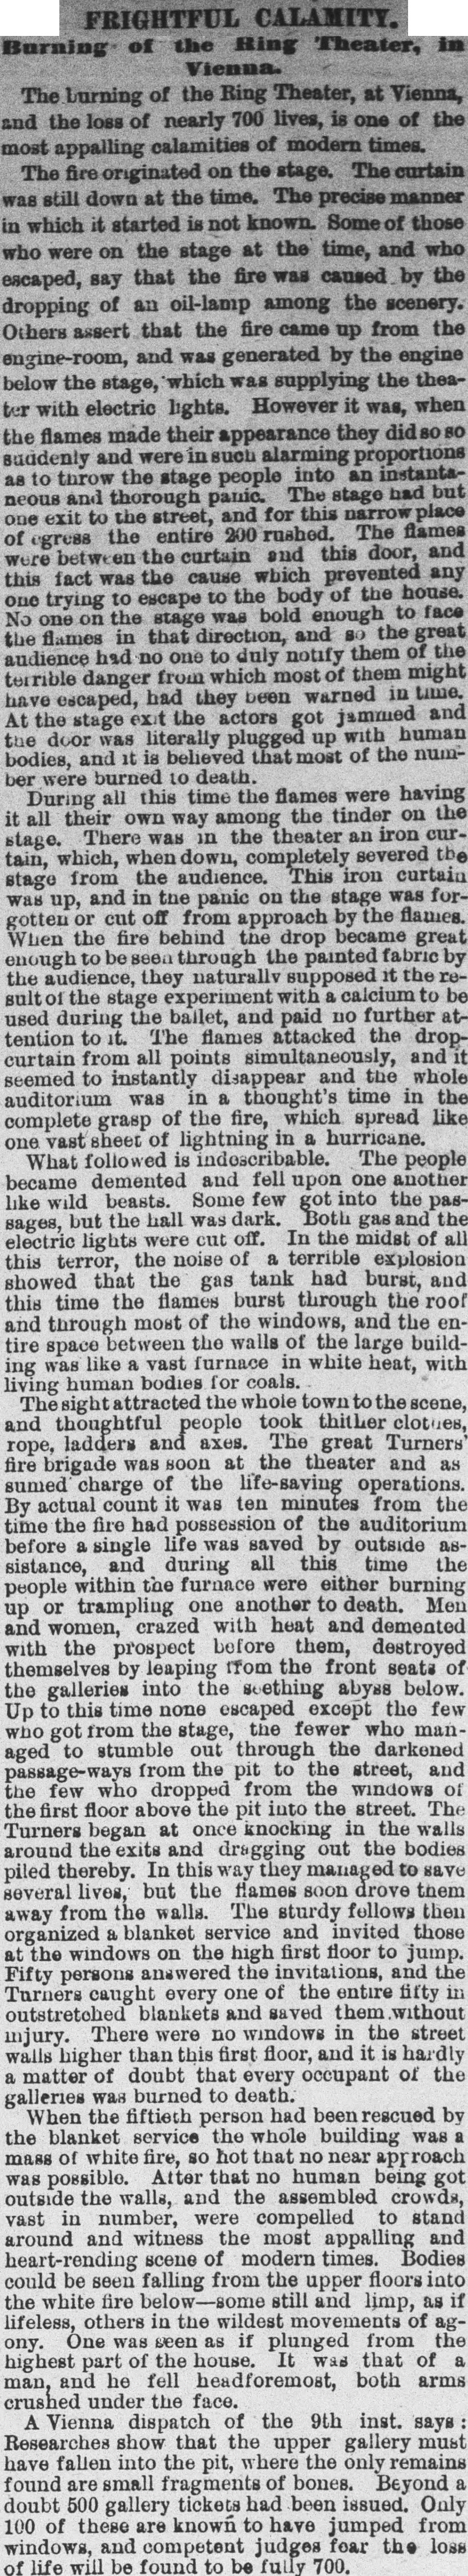 FRIGHTFUL CALAMITY.
Burning of the Ring Theater, in
Vienna.
The burning of the Ring Theater, at Vienna,
and the loss of nearly 700 lives, is one of the
most appalling calamities of modern times.
The fire originated on the stage. The curtain
was still down at the time. The precise manner
in which it started is not known. Some of those
who were on the stage at the time, and who
escaped, say that the fire was caused by the
dropping of an oil-lamp among the scenery.
Others assert that the fire came up from the
engine-room, and was generated by the engine
below the stage, which was supplying the thea-
ter with electric lights. However it was, when
the flames made their appearance they did so so
suddenly and were in such alarming proportions
as to throw the stage people into an instanta-
neous and thorough panic. The stage had but
one exit to the street, and for this narrow place
of egress the entire 200 rushed. The flames
were between the curtain and this door, and
this fact was the cause which prevented any
one trying to escape to the body of the house.
No one on the stage was bold enough to face
the flames in that direction, and so the great
audience had no one to duly notify them of the
terrible danger from which most of them might
have escaped, had they been warned in time.
At the stage exit the actors got jammed and
the door was literally plugged up with human
bodies, and it is believed that most of the num-
ber were burned to death.
During all this time the flames were having
it all their own way among the tinder on the
stage. There was in the theater an iron cur-
tain, which, when down, completely severed the
stage from the audience. This iron curtain
was up, and in the panic on the stage was for-
gotten or cut off from approach by the flames.
When the fire behind the drop became great
enough to be seen through the painted fabric by
the audience, they naturally supposed it the re-
sult of the stage experiment with a calcium to be
used during the ballet, and paid no further at-
tention to it. The flames attacked the drop-
curtain from all points simultaneously, and it
seemed to instantly disappear and the whole
auditorium was in a thought's time in the
complete grasp of the fire, which spread like
one vast sheet of lightning in a hurricane.
What followed is indescribable. The people
became demented and fell upon one another
like wild beasts. Some few got into the pas-
sages, but the hall was dark. Both gas and the
electric lights were cut off. In the midst of all
this terror, the noise of a terrible explosion
showed that the gas tank had burst, and
this time the flames burst through the roof
and through most of the windows, and the en-
tire space between the walls of the large build-
ing was like a vast furnace in white heat, with
living human bodies for coals.
The sight attracted the whole town to the scene,
and thoughtful people took thither clothes,
rope, ladders and axes. The great Turners'
fire brigade was soon at the theater and as
sumed charge of the life-saving operations.
By actual count it was ten minutes from the
time the fire had possession of the auditorium
before a single life was saved by outside as-
sistance, and during all this time the
people within the furnace were either burning
up or trampling one another to death. Men
and women, crazed with heat and demented
with the prospect before them, destroyed
themselves by leaping from the front seats of
the galleries into the seething abyss below.
Up to this time none escaped except the few
who got from the stage, the fewer who man-
aged to stumble out through the darkened
passage-ways from the pit to the street, and
the few who dropped from the windows of
the first floor above the pit into the street. The
Turners began at once knocking in the walls
around the exits and dragging out the bodies
piled thereby. In this way they managed to save
several lives, but the flames soon drove them
away from the walls. The sturdy fellows then
organized a blanket service and invited those
at the windows on the high first floor to jump.
Fifty persons answered the invitations, and the
Turners caught every one of the entire fifty in
outstretched blankets and saved them without
injury. There were no windows in the street
walls higher than this first floor, and it is hardly
a matter of doubt that every occupant of the
galleries was burned to death.
When the fiftieth person had been rescued by
the blanket service the whole building was a
mass of white fire, so hot that no near approach
was possible. After that no human being got
outside the walls, and the assembled crowds,
vast in number, were compelled to stand
around and witness the most appalling and
heart-rending scene of modern times. Bodies
could be seen falling from the upper floors into
the white fire below—some still and limp, as if
lifeless, others in the wildest movements of ag-
ony. One was seen as if plunged from the
highest part of the house. It was that of a
man, and he fell headforemost, both arms
crushed under the face.
A Vienna dispatch of the 9th inst. says:
Researches show that the upper gallery must
have fallen into the pit, where the only remains
found are small fragments of bones. Beyond a
doubt 500 gallery tickets had been issued. Only
100 of these are known to have jumped from
windows, and competent judges fear the loss
of life will be found to be fully 700.